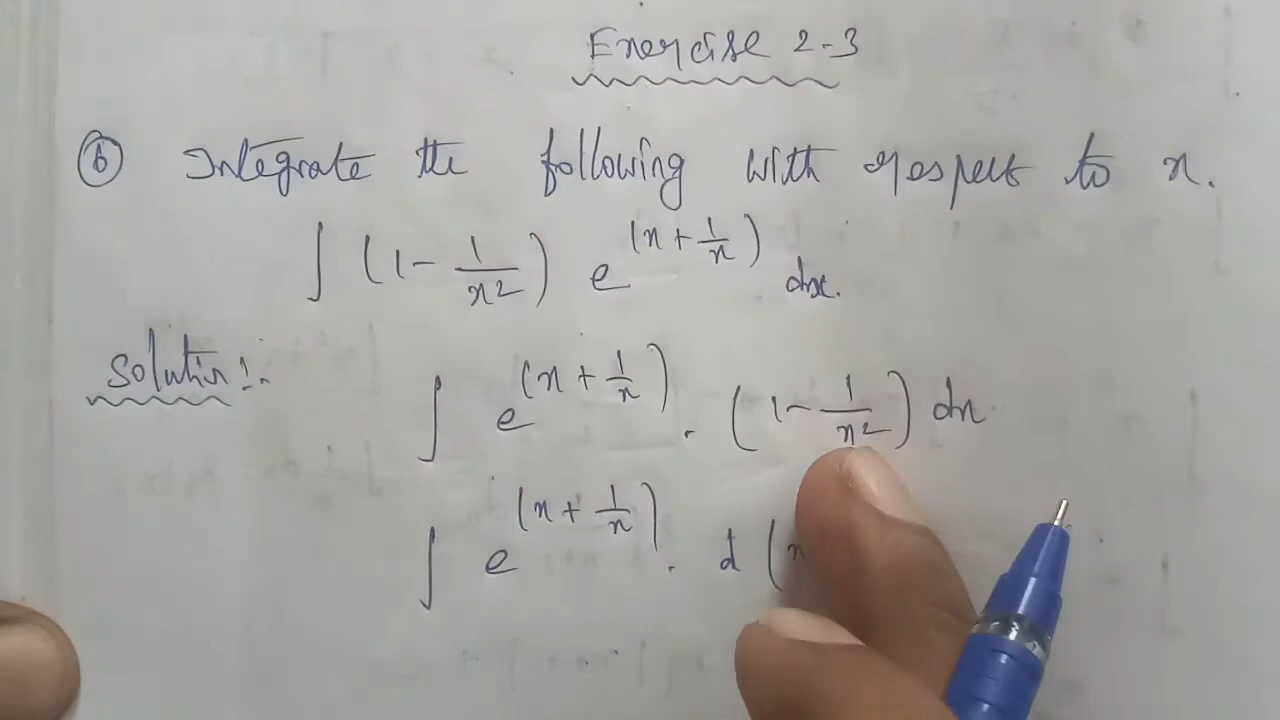 Exercise 2-3
⑥ Integrate the following with respect to x.
∫ (1 - 1/x²) e^(x + 1/x) dx.
Solution:-
∫ e^(x + 1/x) . (1 - 1/x²) dx
∫ e^(x + 1/x) . d (x